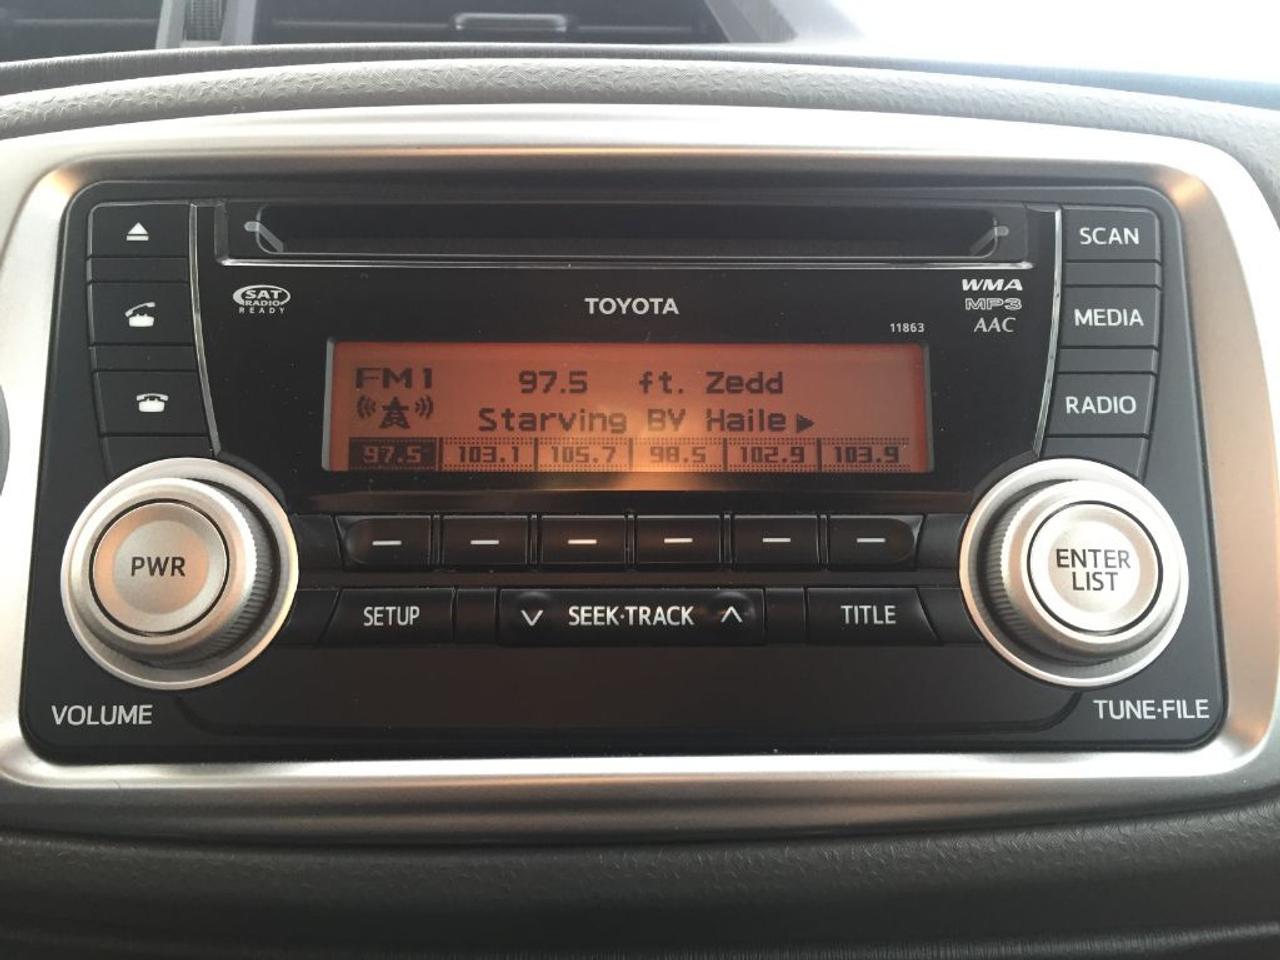 SCAN
SAT
RADIO
READY
TOYOTA
WMA
MP3
AAC
11863
MEDIA
FM1 97.5 ft. Zedd
Starving BY Haile
RADIO
97.5 103.1 105.7 98.5 102.9 103.9
PWR
ENTER
LIST
SETUP
SEEK·TRACK
TITLE
VOLUME
TUNE·FILE